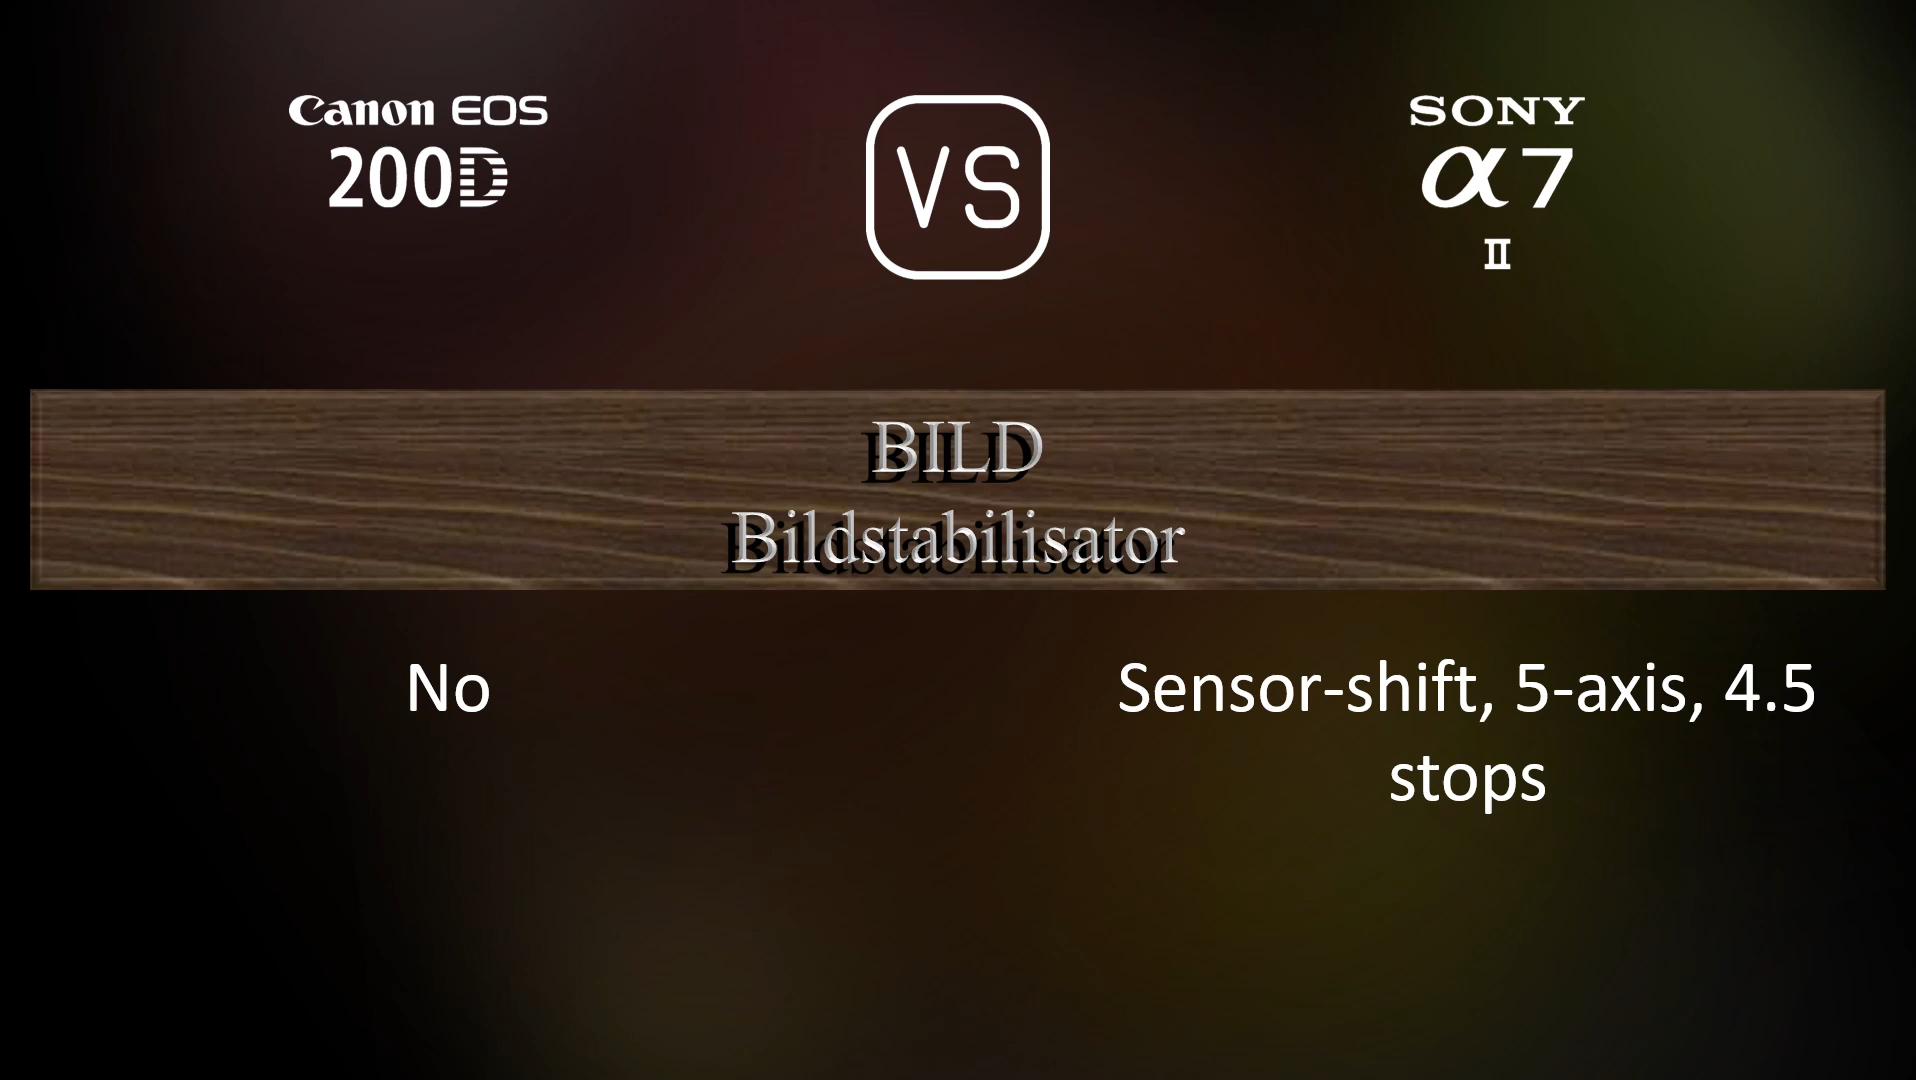 Canon EOS
200D
VS
SONY
α7
II
BILD
Bildstabilisator
No
Sensor-shift, 5-axis, 4.5
stops